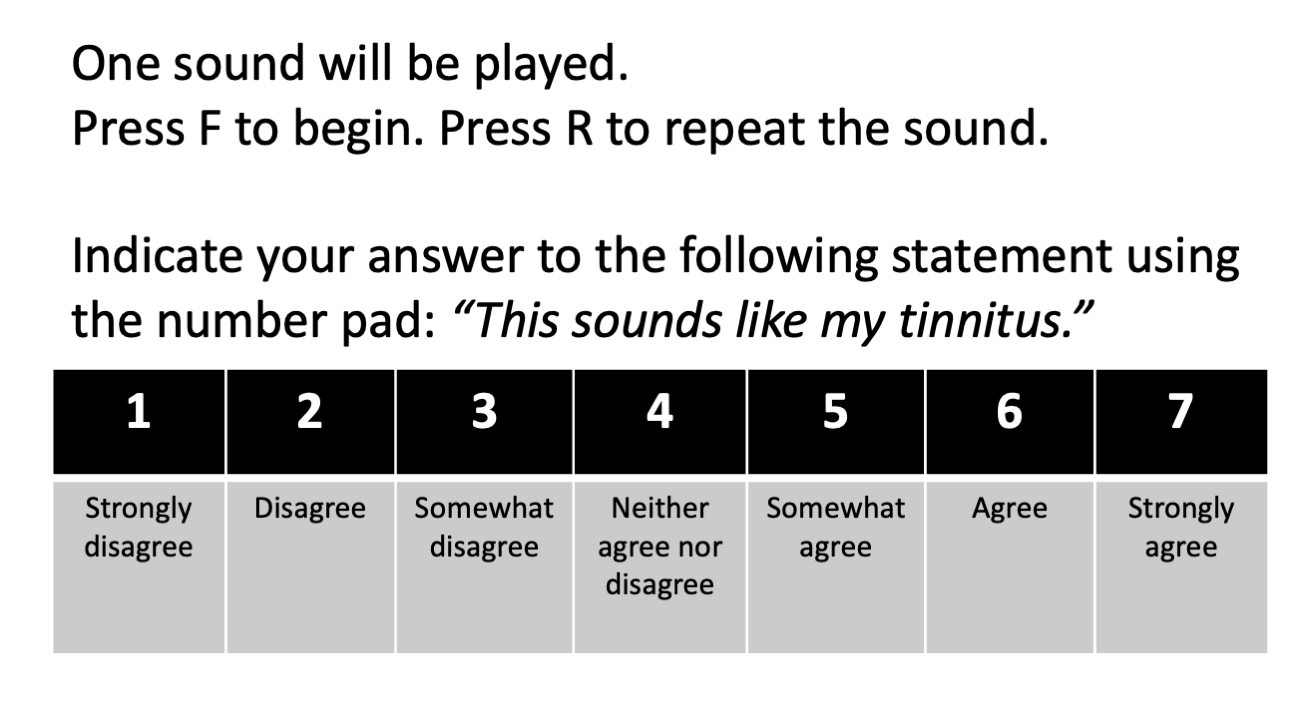 One sound will be played.
Press F to begin. Press R to repeat the sound.
Indicate your answer to the following statement using
the number pad: “This sounds like my tinnitus.”
1 2 3 4 5 6 7
Strongly disagree Disagree Somewhat disagree Neither agree nor disagree Somewhat agree Agree Strongly agree